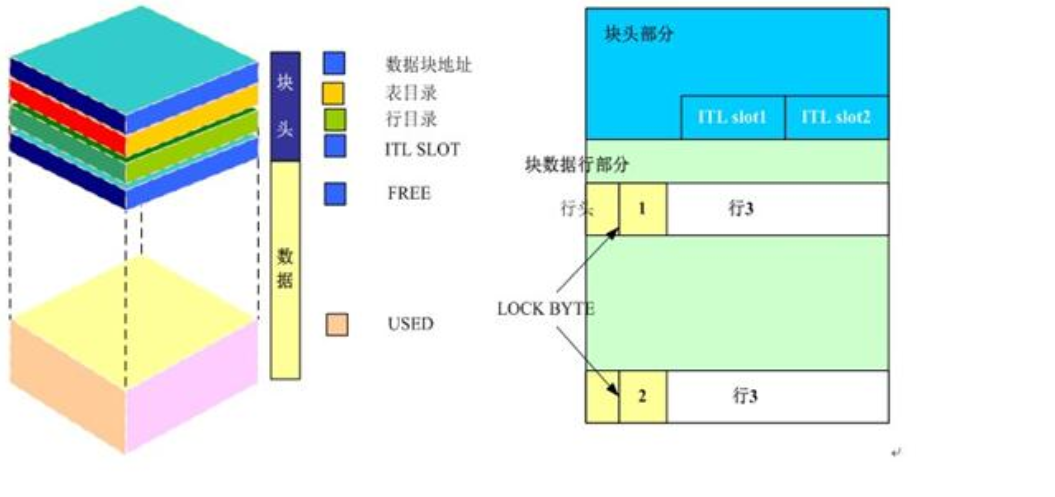 块头
数据
数据块地址
表目录
行目录
ITL SLOT
FREE
USED
块头部分
ITL slot1 ITL slot2
块数据行部分
行头 1 行3
LOCK BYTE
2 行3